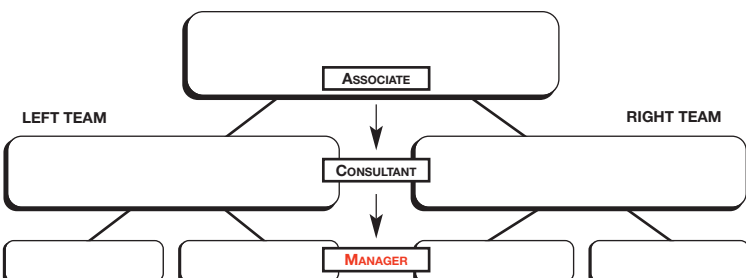 ASSOCIATE
LEFT TEAM
RIGHT TEAM
CONSULTANT
MANAGER